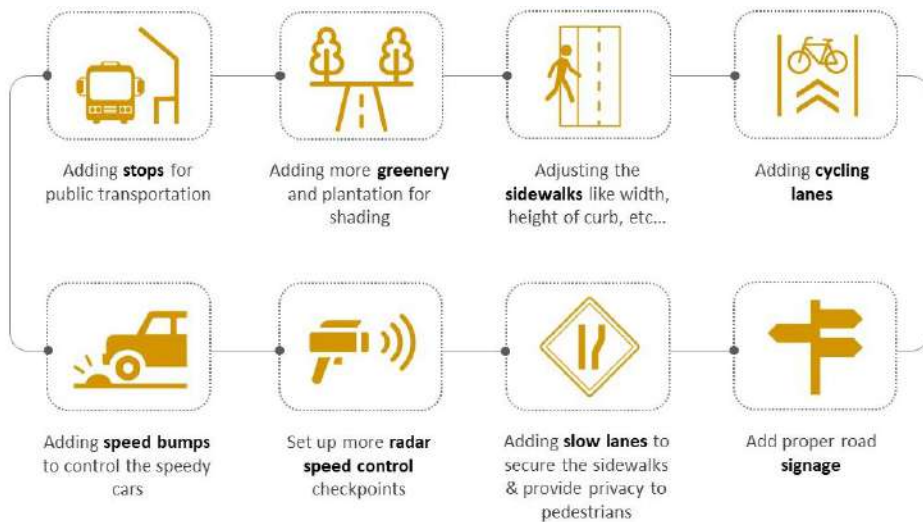 Adding stops for
public transportation
Adding more greenery
and plantation for
shading
Adjusting the
sidewalks like width,
height of curb, etc...
Adding cycling
lanes
Adding speed bumps
to control the speedy
cars
Set up more radar
speed control
checkpoints
Adding slow lanes to
secure the sidewalks
& provide privacy to
pedestrians
Add proper road
signage